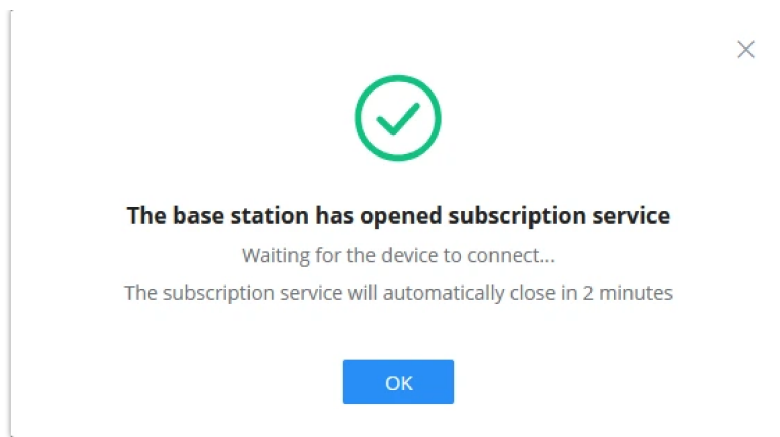 The base station has opened subscription service
Waiting for the device to connect...
The subscription service will automatically close in 2 minutes
OK